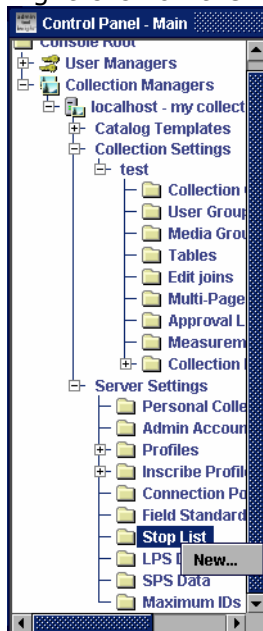 Control Panel - Main
Console Root
User Managers
Collection Managers
localhost - my collect
Catalog Templates
Collection Settings
test
Collection
User Group
Media Grou
Tables
Edit joins
Multi-Page
Approval L
Measurem
Collection
Server Settings
Personal Colle
Admin Accoun
Profiles
Inscribe Profil
Connection Po
Field Standard
Stop List
LPS
New...
SPS Data
Maximum IDs